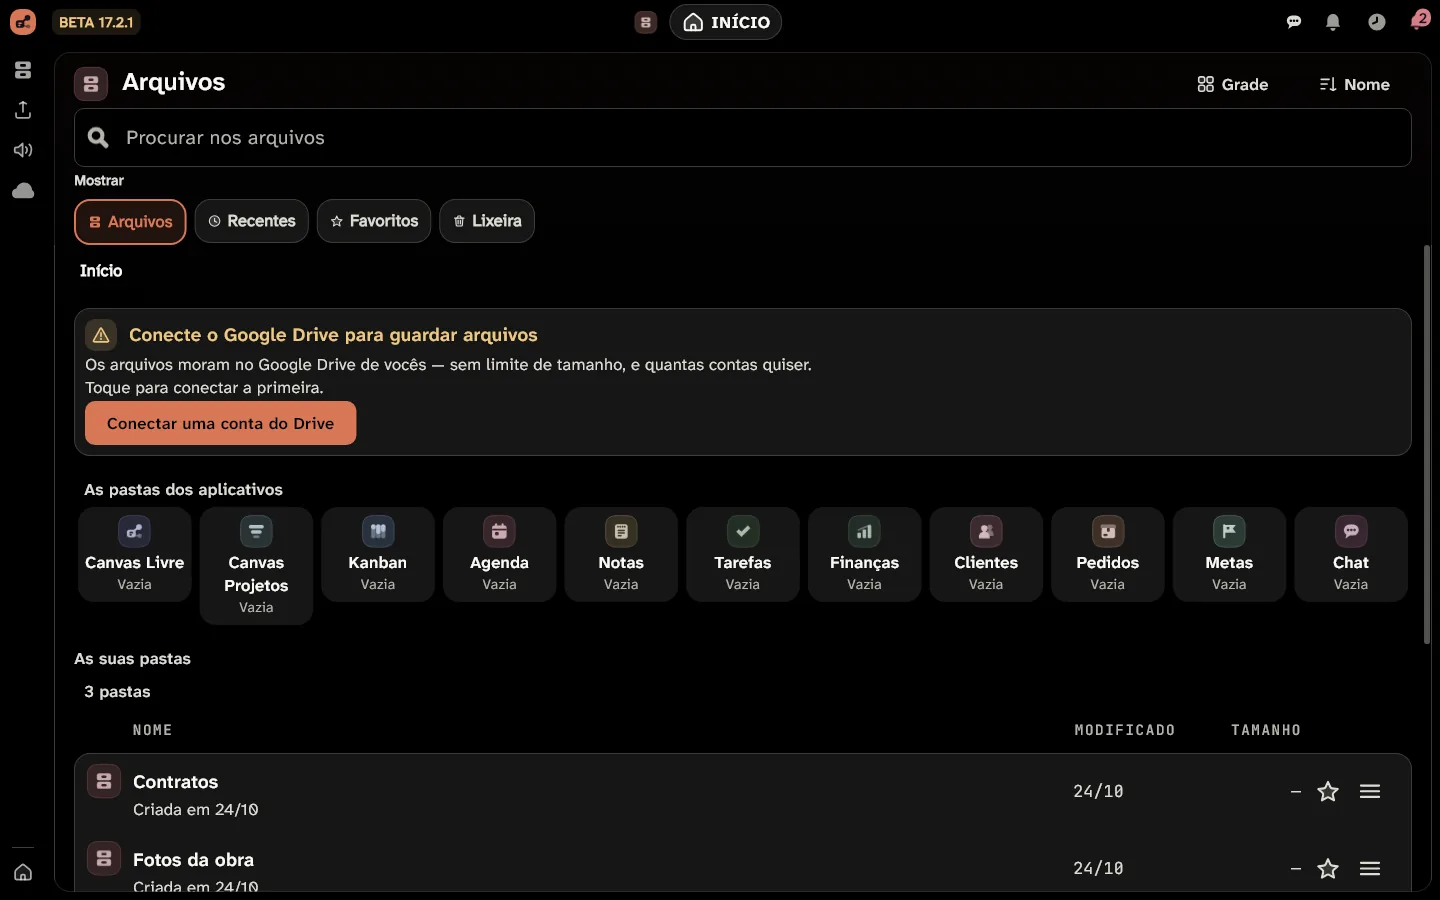 BETA 17.2.1
INÍCIO
2
Arquivos
Grade
Nome
Procurar nos arquivos
Mostrar
Arquivos
Recentes
Favoritos
Lixeira
Início
Conecte o Google Drive para guardar arquivos
Os arquivos moram no Google Drive de vocês — sem limite de tamanho, e quantas contas quiser.
Toque para conectar a primeira.
Conectar uma conta do Drive
As pastas dos aplicativos
Canvas Livre
Vazia
Canvas
Projetos
Vazia
Kanban
Vazia
Agenda
Vazia
Notas
Vazia
Tarefas
Vazia
Finanças
Vazia
Clientes
Vazia
Pedidos
Vazia
Metas
Vazia
Chat
Vazia
As suas pastas
3 pastas
NOME
MODIFICADO
TAMANHO
Contratos
Criada em 24/10
24/10
—
Fotos da obra
Criada em 24/10
24/10
—